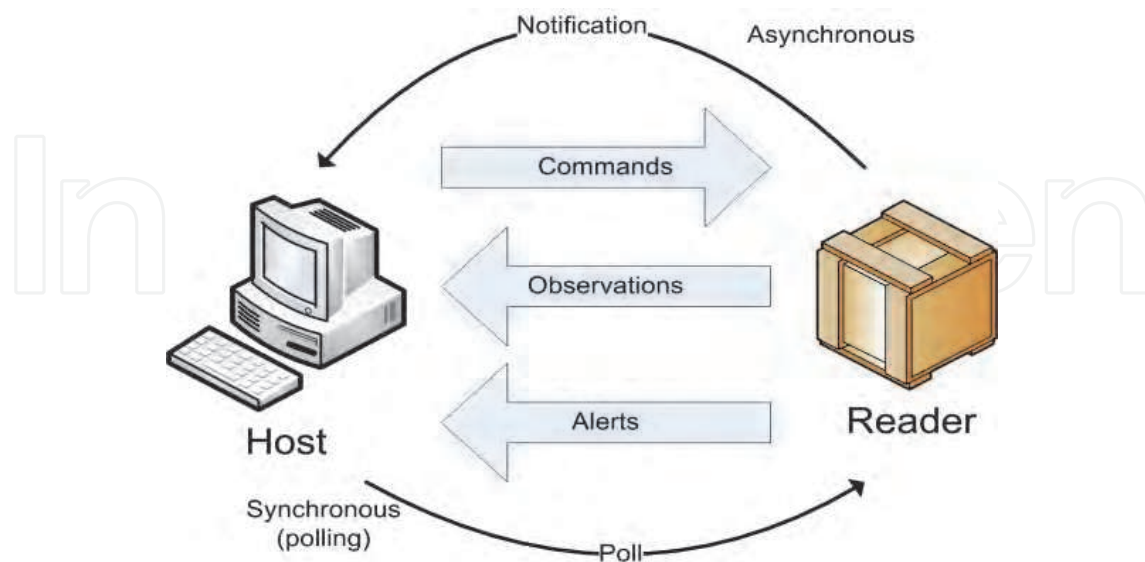 Notification
Asynchronous
Commands
Observations
Alerts
Host
Reader
Synchronous
(polling)
Poll